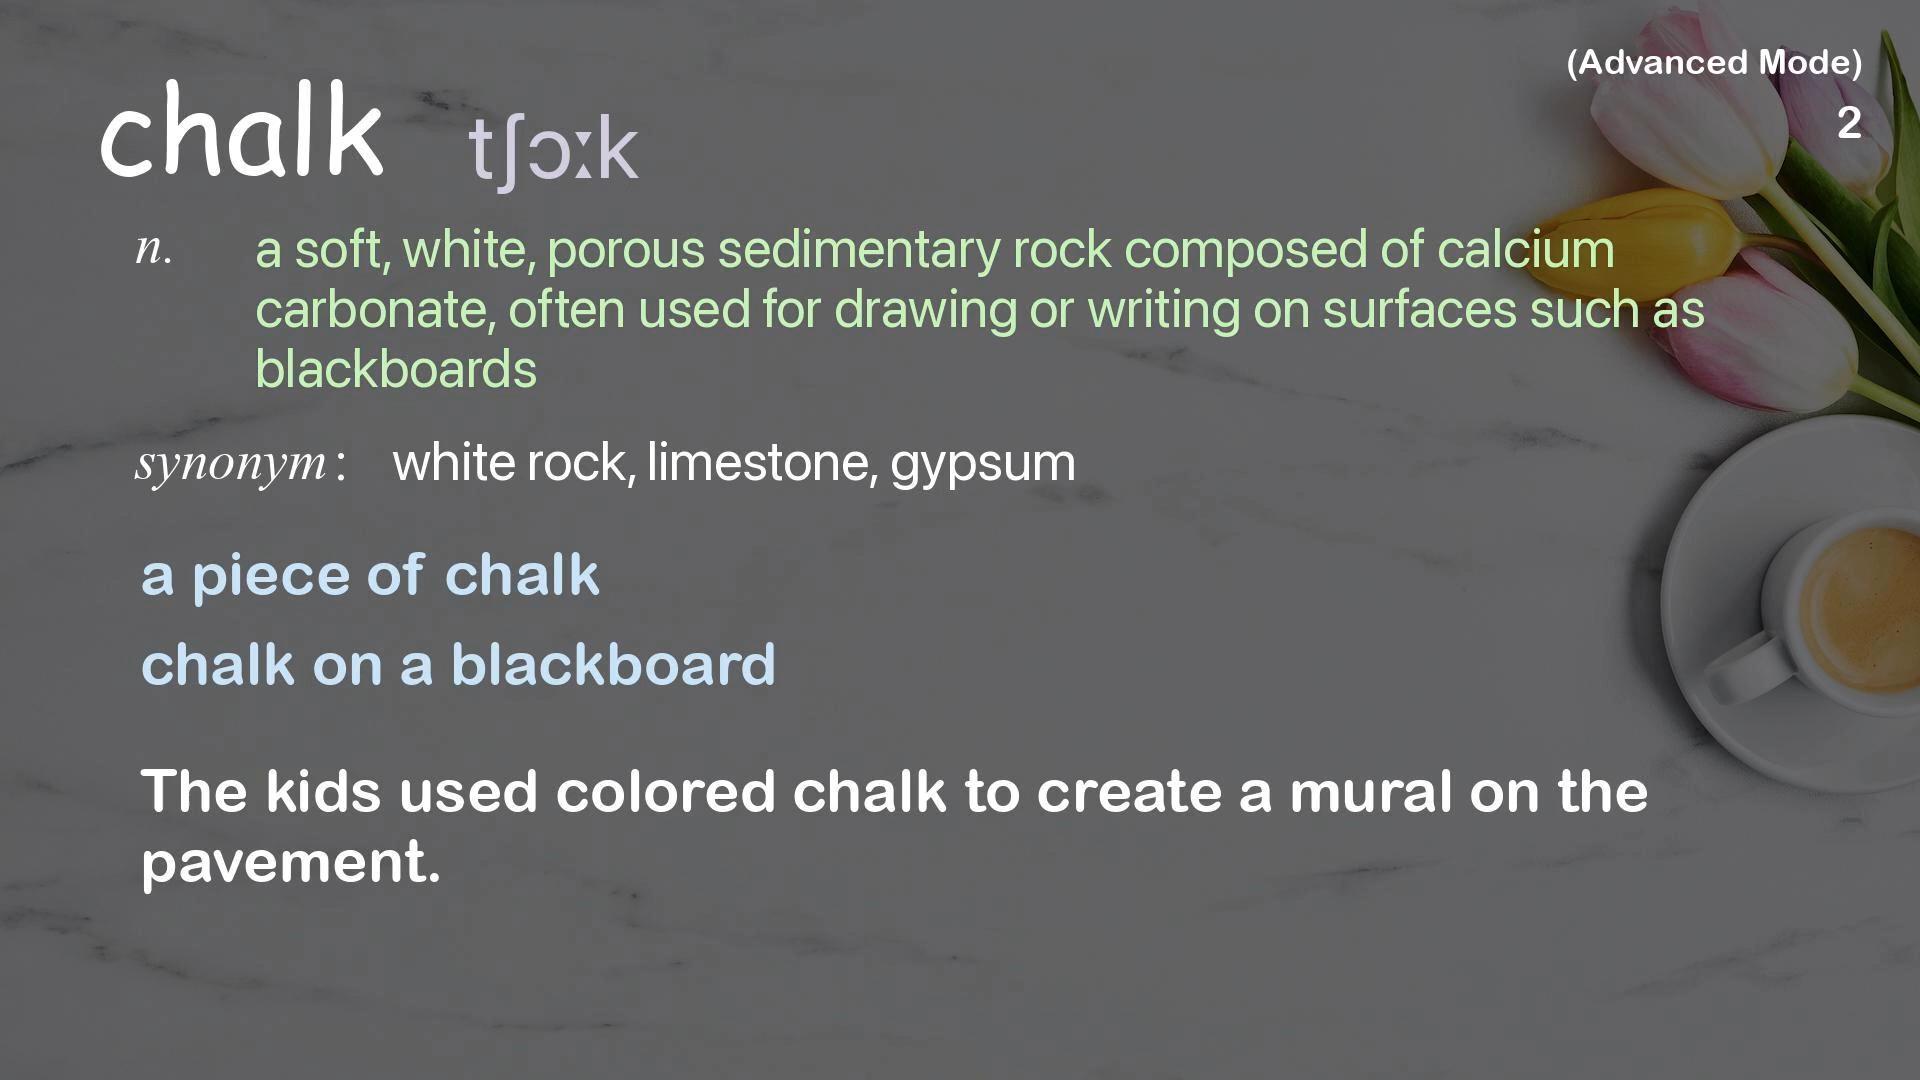 (Advanced Mode)
2
chalk tʃɔːk
n. a soft, white, porous sedimentary rock composed of calcium
carbonate, often used for drawing or writing on surfaces such as
blackboards
synonym: white rock, limestone, gypsum
a piece of chalk
chalk on a blackboard
The kids used colored chalk to create a mural on the
pavement.